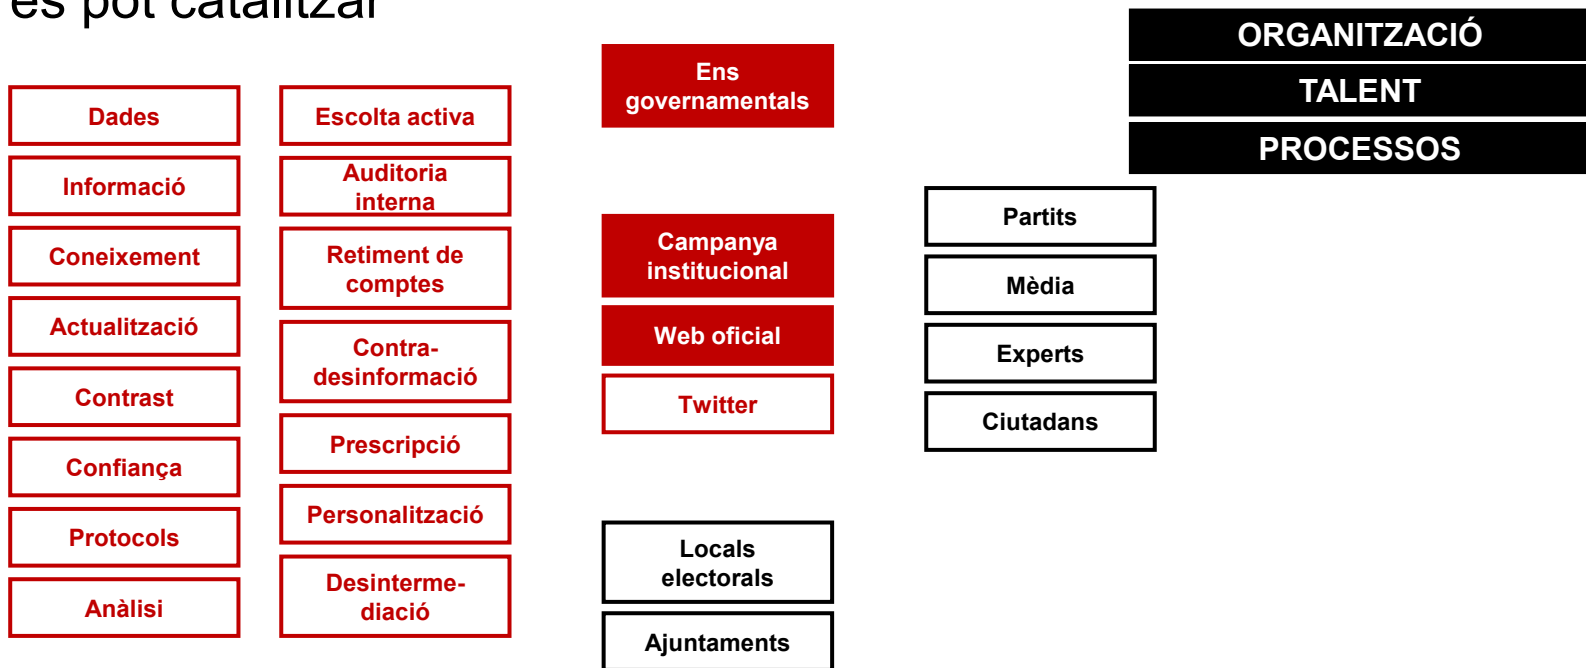 es pot catalitzar
Dades
Informació
Coneixement
Actualització
Contrast
Confiança
Protocols
Anàlisi
Escolta activa
Auditoria
interna
Retiment de
comptes
Contra-
desinformació
Prescripció
Personalització
Desinterme-
diació
Ens
governamentals
Campanya
institucional
Web oficial
Twitter
Locals
electorals
Ajuntaments
Partits
Mèdia
Experts
Ciutadans
ORGANITZACIÓ
TALENT
PROCESSOS